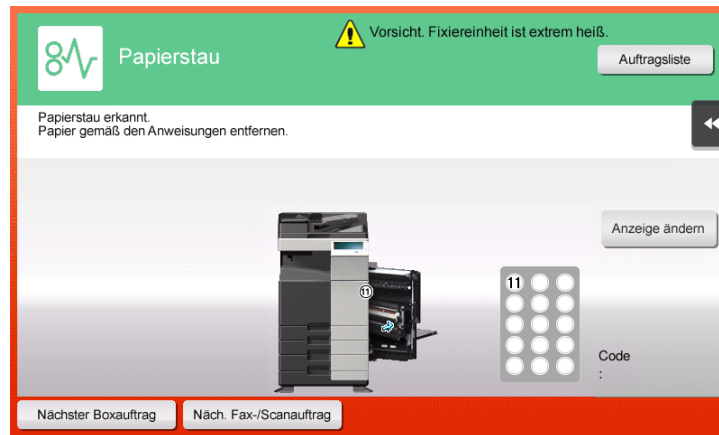 Vorsicht. Fixiereinheit ist extrem heiß.
Papierstau
Auftragsliste
Papierstau erkannt.
Papier gemäß den Anweisungen entfernen.
Anzeige ändern
11
11
Code
:
Nächster Boxauftrag
Näch. Fax-/Scanauftrag